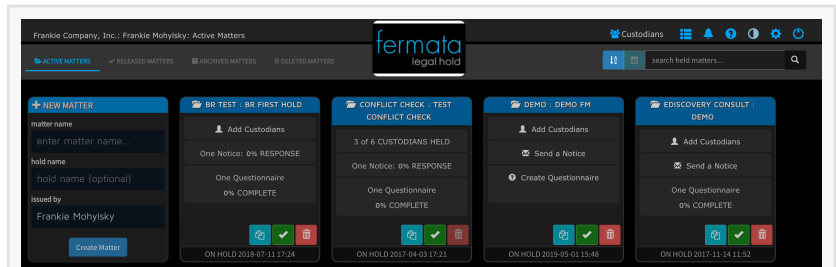 Frankie Company, Inc.: Frankie Mohylsky: Active Matters
fermata
legal hold
Custodians
ACTIVE MATTERS
RELEASED MATTERS
ARCHIVED MATTERS
DELETED MATTERS
search held matters...
NEW MATTER
matter name
enter matter name...
hold name
hold name (optional)
issued by
Frankie Mohylsky
Create Matter
BR TEST : BR FIRST HOLD
Add Custodians
One Notice: 0% RESPONSE
One Questionnaire
0% COMPLETE
ON HOLD 2018-07-11 17:24
CONFLICT CHECK : TEST
CONFLICT CHECK
3 of 6 CUSTODIANS HELD
One Notice: 0% RESPONSE
One Questionnaire
0% COMPLETE
ON HOLD 2017-04-03 17:21
DEMO : DEMO FM
Add Custodians
Send a Notice
Create Questionnaire
ON HOLD 2019-05-01 15:48
EDISCOVERY CONSULT :
DEMO
Add Custodians
Send a Notice
One Questionnaire
0% COMPLETE
ON HOLD 2017-11-14 11:52